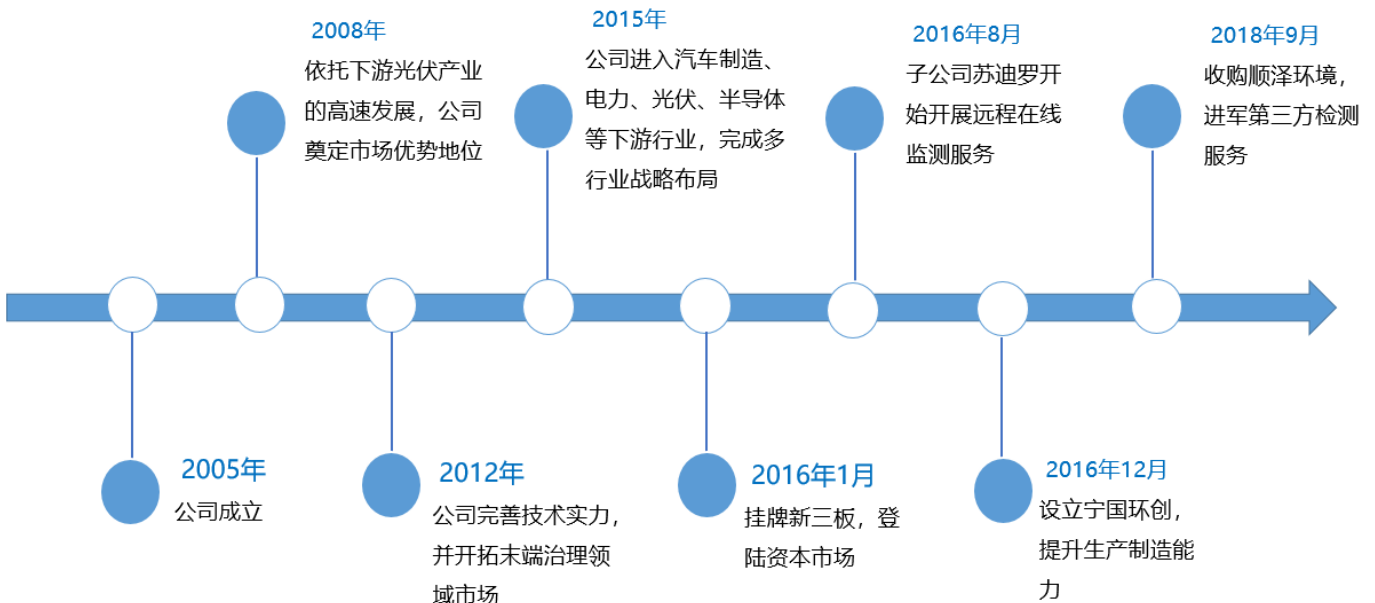 2008年
依托下游光伏产业
的高速发展，公司
奠定市场优势地位
2015年
公司进入汽车制造、
电力、光伏、半导体
等下游行业，完成多
行业战略布局
2016年8月
子公司苏迪罗开
始开展远程在线
监测服务
2018年9月
收购顺泽环境，
进军第三方检测
服务
2005年
公司成立
2012年
公司完善技术实力，
并开拓末端治理领
域市场
2016年1月
挂牌新三板，登
陆资本市场
2016年12月
设立宁国环创，
提升生产制造能
力